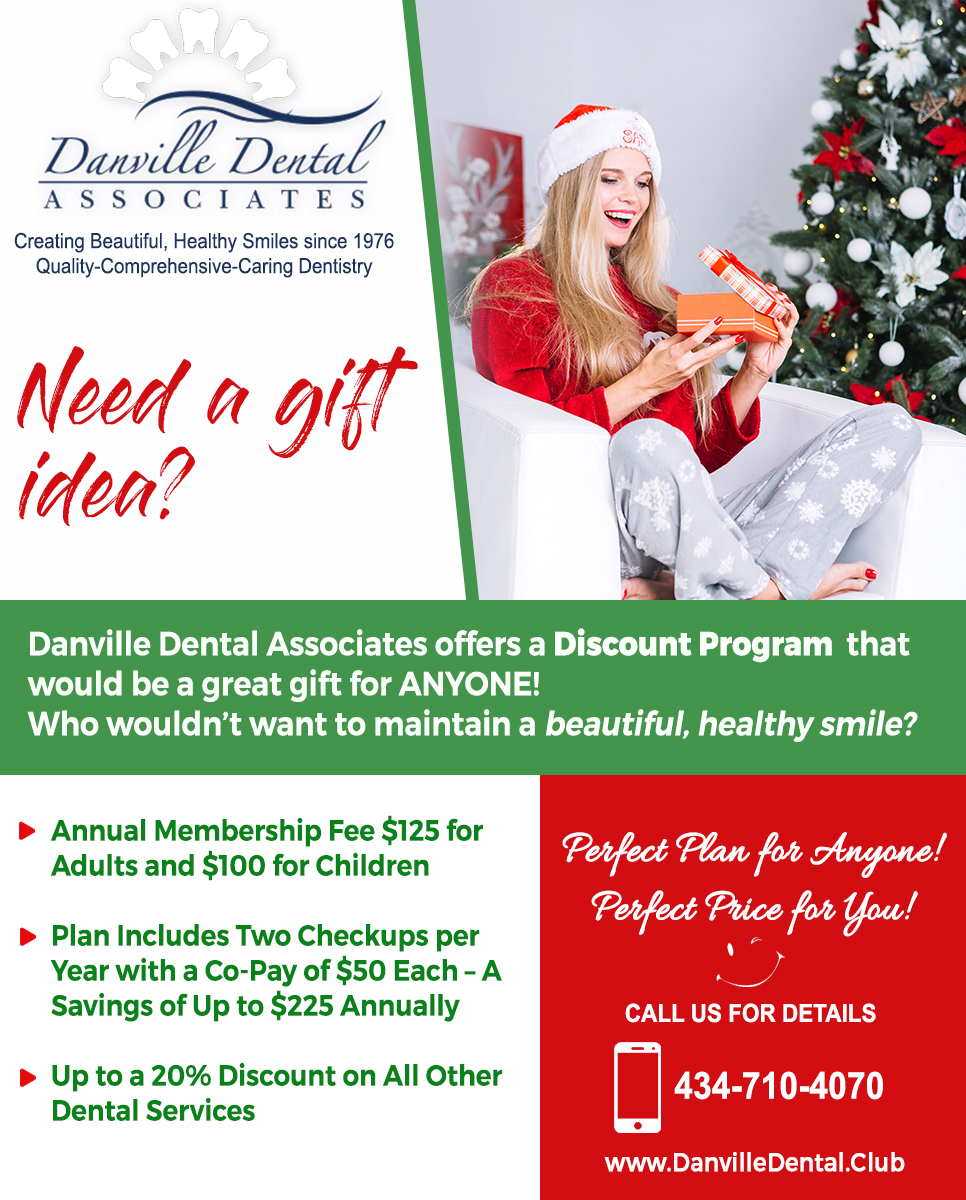 Danville Dental
ASSOCIATES
Creating Beautiful, Healthy Smiles since 1976
Quality-Comprehensive-Caring Dentistry
Need a gift
idea?
Danville Dental Associates offers a Discount Program that
would be a great gift for ANYONE!
Who wouldn’t want to maintain a beautiful, healthy smile?
Annual Membership Fee $125 for
Adults and $100 for Children
Plan Includes Two Checkups per
Year with a Co-Pay of $50 Each – A
Savings of Up to $225 Annually
Up to a 20% Discount on All Other
Dental Services
Perfect Plan for Anyone!
Perfect Price for You!
CALL US FOR DETAILS
434-710-4070
www.DanvilleDental.Club